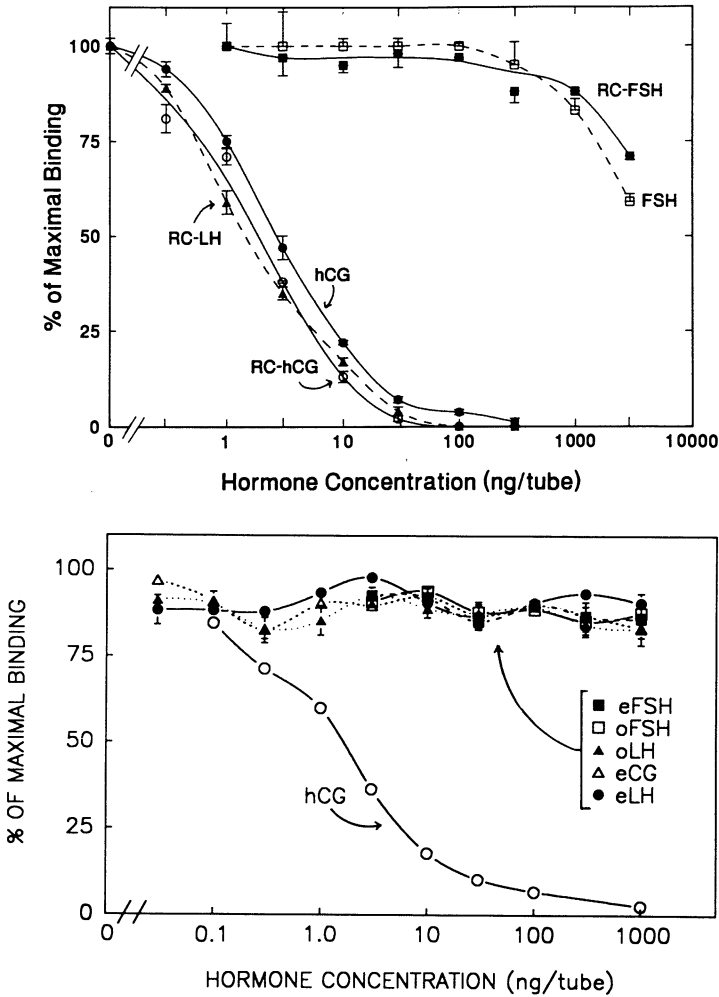 100
75
50
25
0
% of Maximal Binding
RC-FSH
FSH
RC-LH
hCG
RC-hCG
0 1 10 100 1000 10000
Hormone Concentration (ng/tube)
100
75
50
25
0
% OF MAXIMAL BINDING
eFSH
oFSH
oLH
eCG
eLH
hCG
0 0.1 1.0 10 100 1000
HORMONE CONCENTRATION (ng/tube)